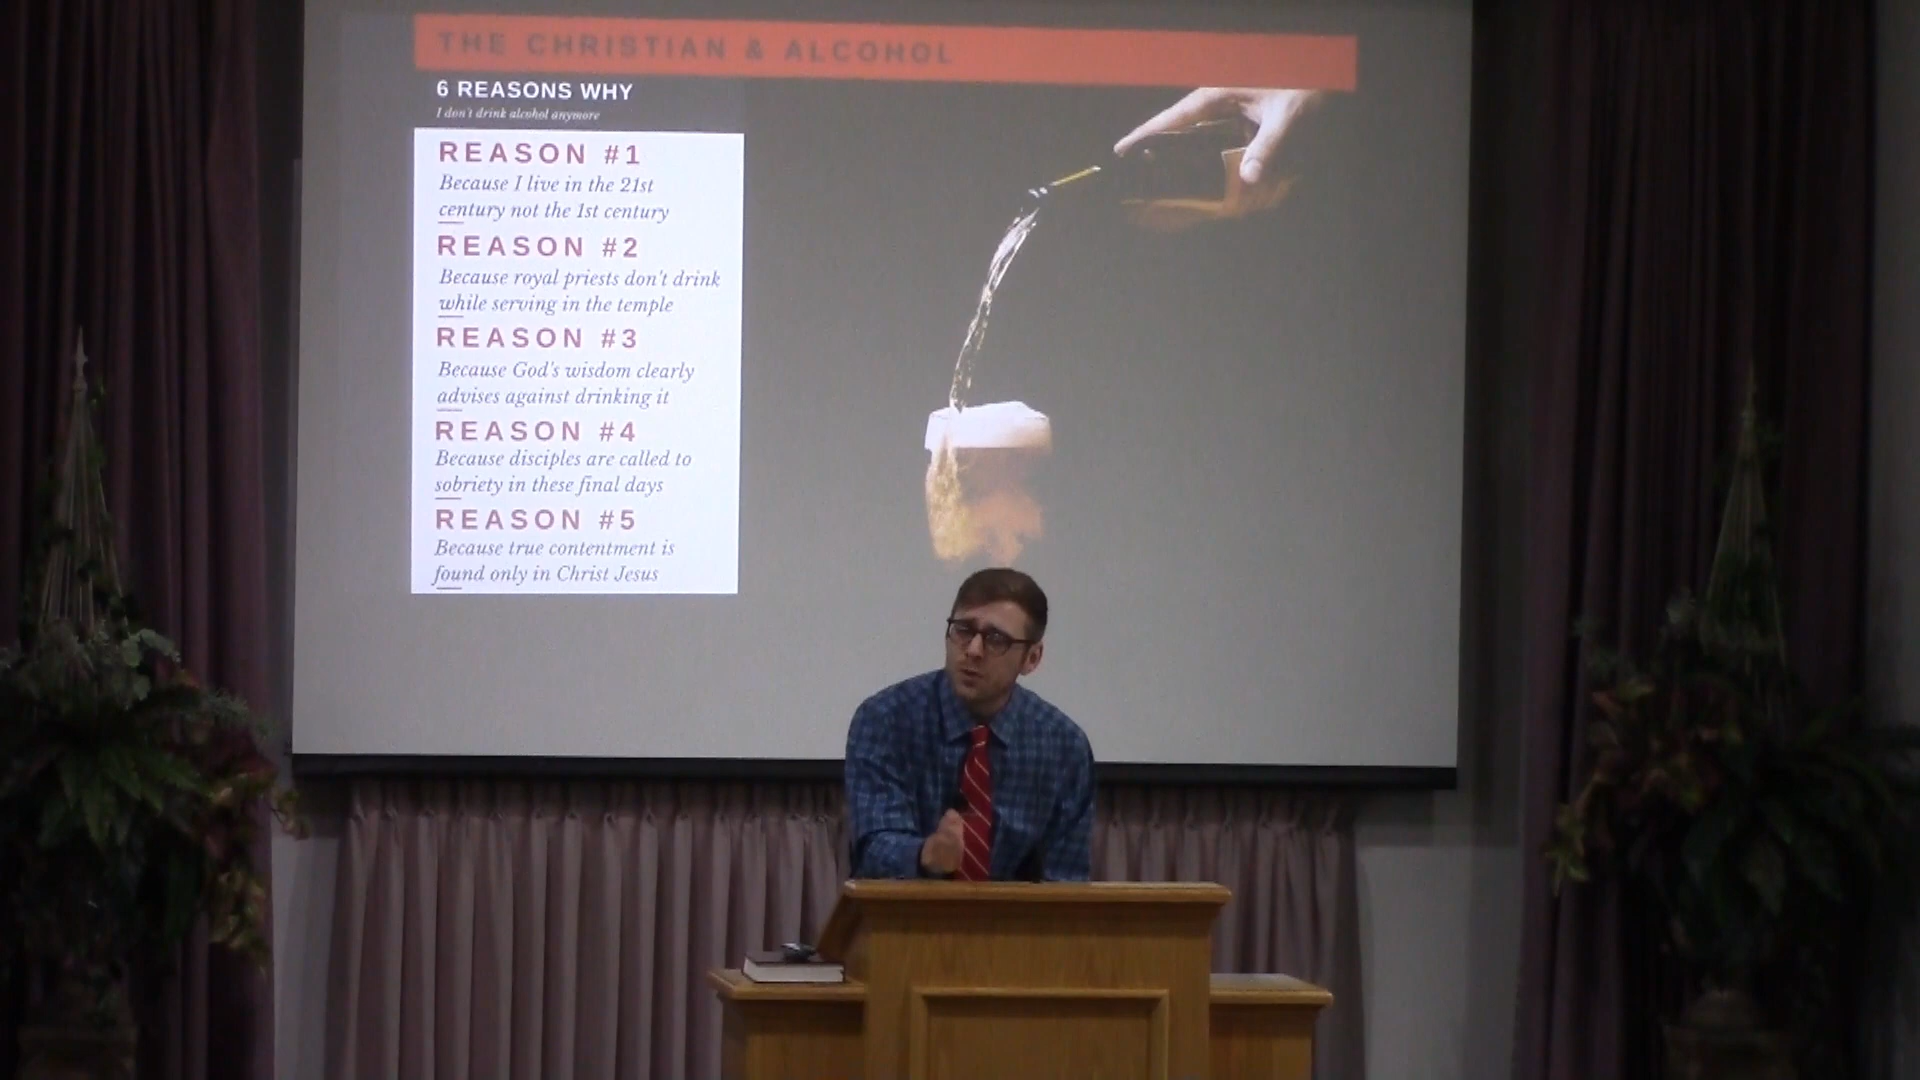 THE CHRISTIAN & ALCOHOL
6 REASONS WHY
I don't drink alcohol anymore
REASON #1
Because I live in the 21st
century not the 1st century
REASON #2
Because royal priests don't drink
while serving in the temple
REASON #3
Because God's wisdom clearly
advises against drinking it
REASON #4
Because disciples are called to
sobriety in these final days
REASON #5
Because true contentment is
found only in Christ Jesus